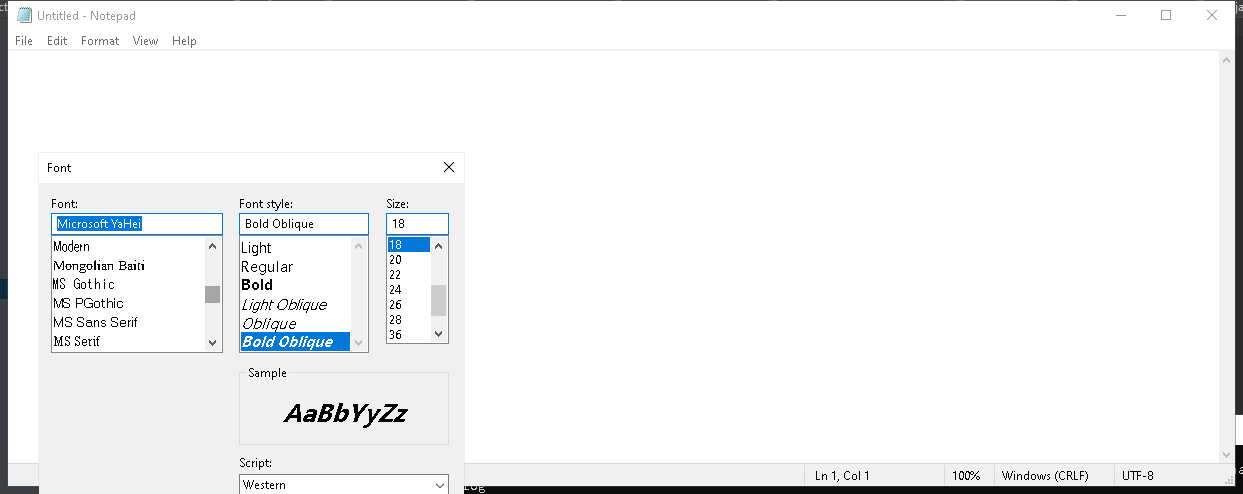 Untitled - Notepad
File Edit Format View Help
Font
Font: Font style: Size:
Microsoft YaHei Bold Oblique 18
Modern Light 18
Mongolian Baiti Regular 20
MS Gothic Bold 22
MS PGothic Light Oblique 24
MS Sans Serif Oblique 26
MS Serif Bold Oblique 28
36
Sample
AaBbYyZz
Script:
Western
Ln 1, Col 1 100% Windows (CRLF) UTF-8